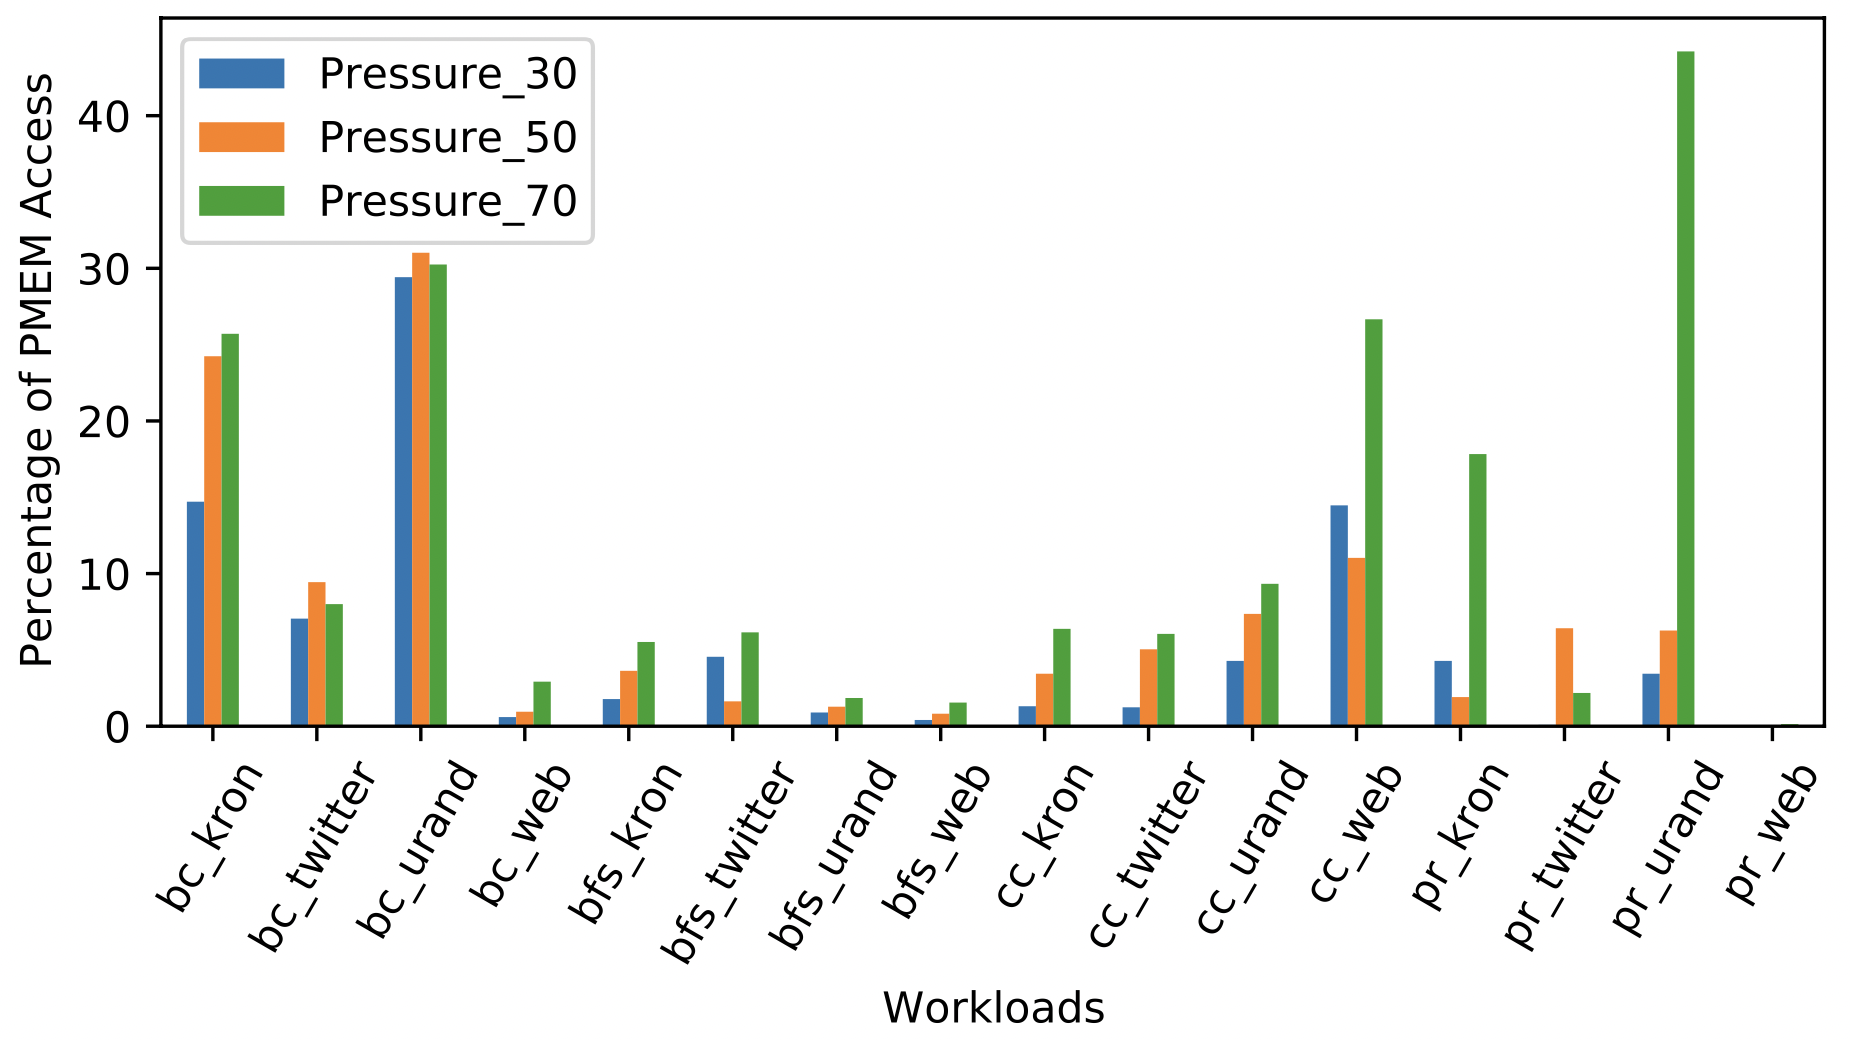 Pressure_30
Pressure_50
Pressure_70
Percentage of PMEM Access
40
30
20
10
0
bc_kron
bc_twitter
bc_urand
bc_web
bfs_kron
bfs_twitter
bfs_urand
bfs_web
cc_kron
cc_twitter
cc_urand
cc_web
pr_kron
pr_twitter
pr_urand
pr_web
Workloads